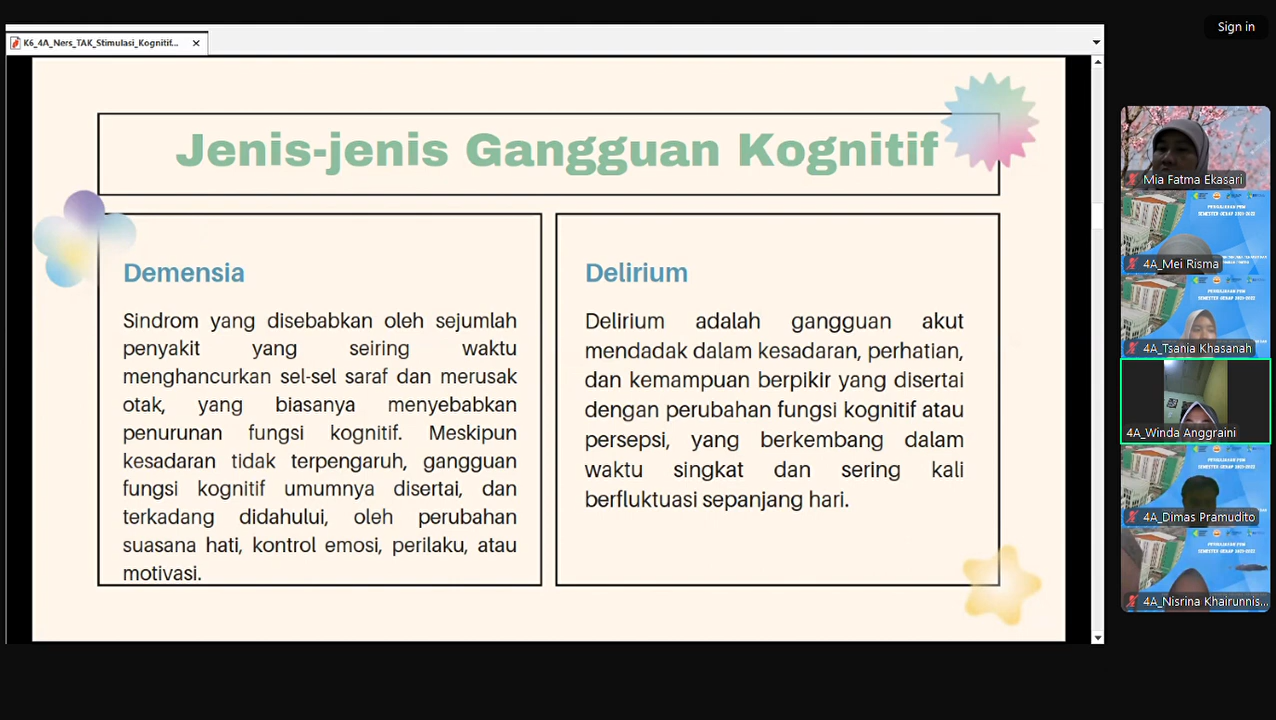 Sign in
K6_4A_Ners_TAK_Stimulasi_Kognitif...
Jenis-jenis Gangguan Kognitif
Demensia
Sindrom yang disebabkan oleh sejumlah
penyakit yang seiring waktu
menghancurkan sel-sel saraf dan merusak
otak, yang biasanya menyebabkan
penurunan fungsi kognitif. Meskipun
kesadaran tidak terpengaruh, gangguan
fungsi kognitif umumnya disertai, dan
terkadang didahului, oleh perubahan
suasana hati, kontrol emosi, perilaku, atau
motivasi.
Delirium
Delirium adalah gangguan akut
mendadak dalam kesadaran, perhatian,
dan kemampuan berpikir yang disertai
dengan perubahan fungsi kognitif atau
persepsi, yang berkembang dalam
waktu singkat dan sering kali
berfluktuasi sepanjang hari.
Mia Fatma Ekasari
4A_Mei Risma
4A_Tsania Khasanah
4A_Winda Anggraini
4A_Dimas Pramudito
4A_Nisrina Khairunnis...